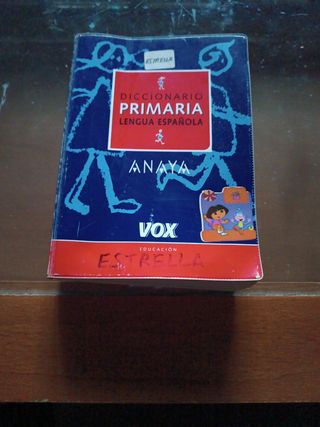 ESTRELLA
DICCIONARIO
PRIMARIA
LENGUA ESPAÑOLA
ANAYA
VOX
EDUCACIÓN
ESTRELLA